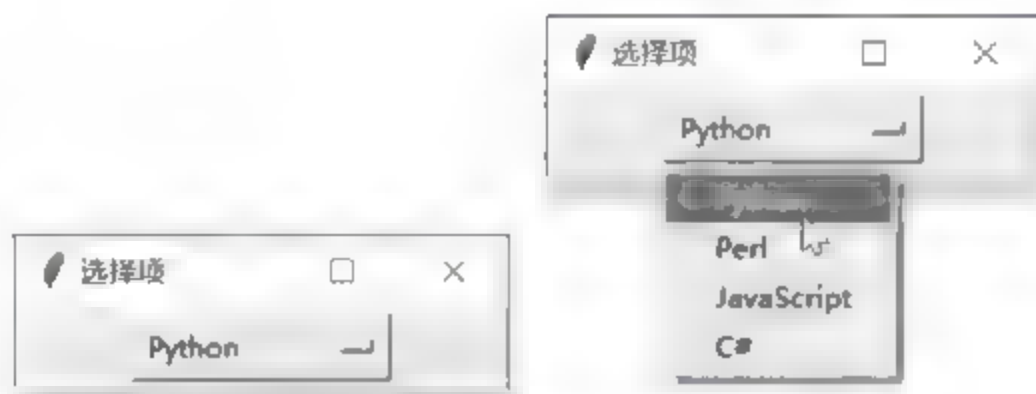 选择项
Python
选择项
Python
Perl
JavaScript
C#